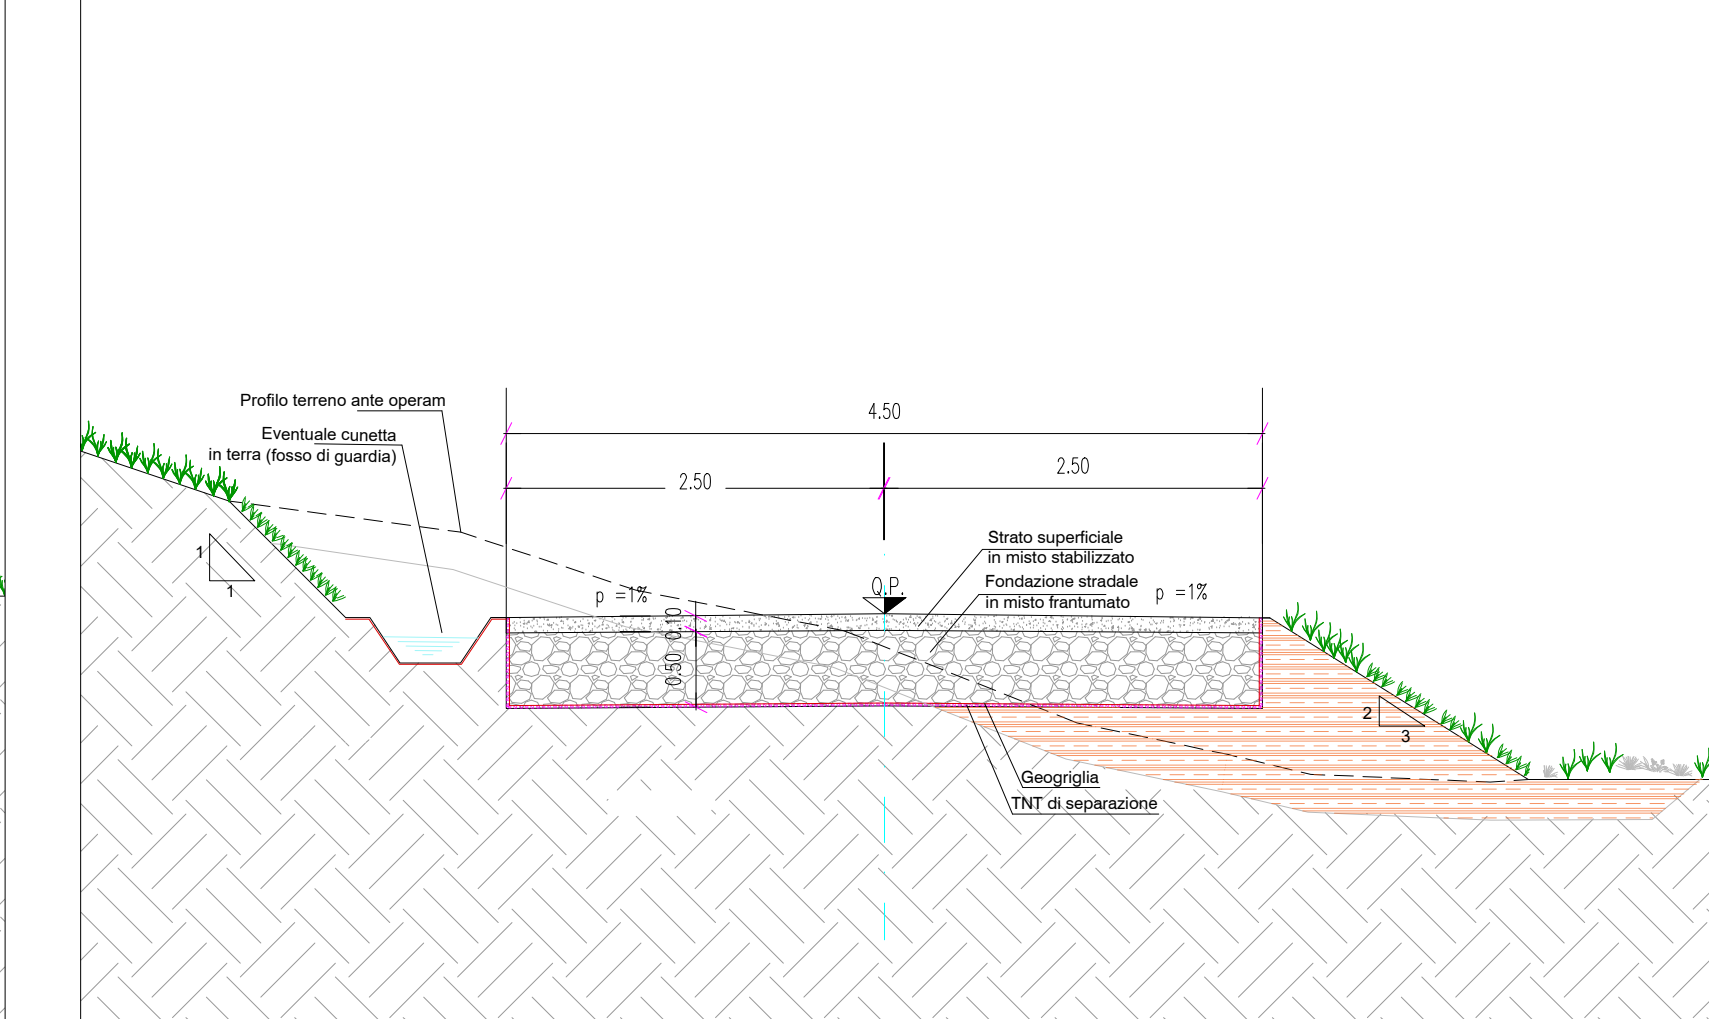 Profilo terreno ante operam
Eventuale cunetta
in terra (fosso di guardia)
4.50
2.50
2.50
Strato superficiale
in misto stabilizzato
Fondazione stradale
in misto frantumato
Q.P.
p =1%
p =1%
0.10
0.50
1
1
2
3
Geogriglia
TNT di separazione